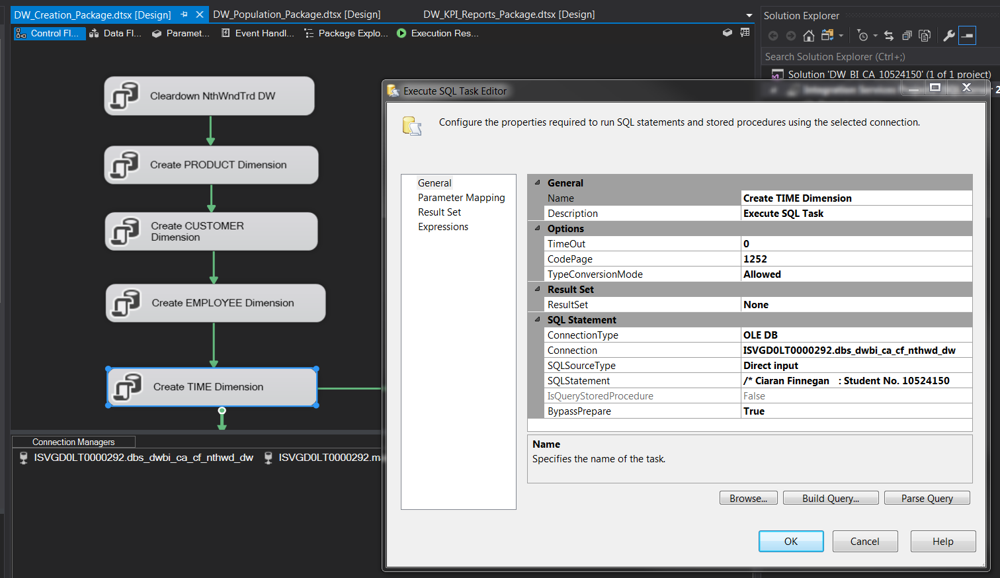 DW_Creation_Package.dtsx [Design]
DW_Population_Package.dtsx [Design]
DW_KPI_Reports_Package.dtsx [Design]
Control Fl...
Data Fl...
Paramet...
Event Handl...
Package Explo...
Execution Res...
Solution Explorer
Search Solution Explorer (Ctrl+;)
Solution 'DW_BI_CA_10524150' (1 of 1 project)
Integration Services
2
Cleardown NthWndTrd DW
Create PRODUCT Dimension
Create CUSTOMER
Dimension
Create EMPLOYEE Dimension
Create TIME Dimension
Connection Managers
ISVGD0LT0000292.dbs_dwbi_ca_cf_nthwd_dw
ISVGD0LT0000292.m
Execute SQL Task Editor
Configure the properties required to run SQL statements and stored procedures using the selected connection.
General
Parameter Mapping
Result Set
Expressions
General
Name Create TIME Dimension
Description Execute SQL Task
Options
TimeOut 0
CodePage 1252
TypeConversionMode Allowed
Result Set
ResultSet None
SQL Statement
ConnectionType OLE DB
Connection ISVGD0LT0000292.dbs_dwbi_ca_cf_nthwd_dw
SQLSourceType Direct input
SQLStatement /* Ciaran Finnegan : Student No. 10524150
IsQueryStoredProcedure False
BypassPrepare True
Name
Specifies the name of the task.
Browse...
Build Query...
Parse Query
OK
Cancel
Help